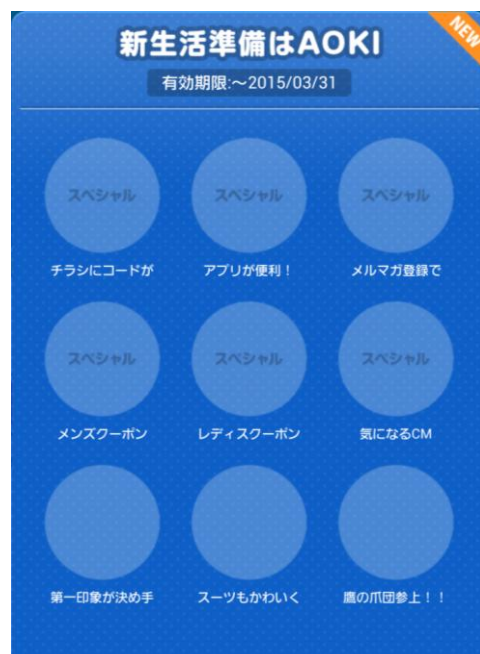 NEW
新生活準備はAOKI
有効期限:～2015/03/31
スペシャル スペシャル スペシャル
チラシにコードが アプリが便利！ メルマガ登録で
スペシャル スペシャル スペシャル
メンズクーポン レディスクーポン 気になるCM
第一印象が決め手 スーツもかわいく 鷹の爪団参上！！